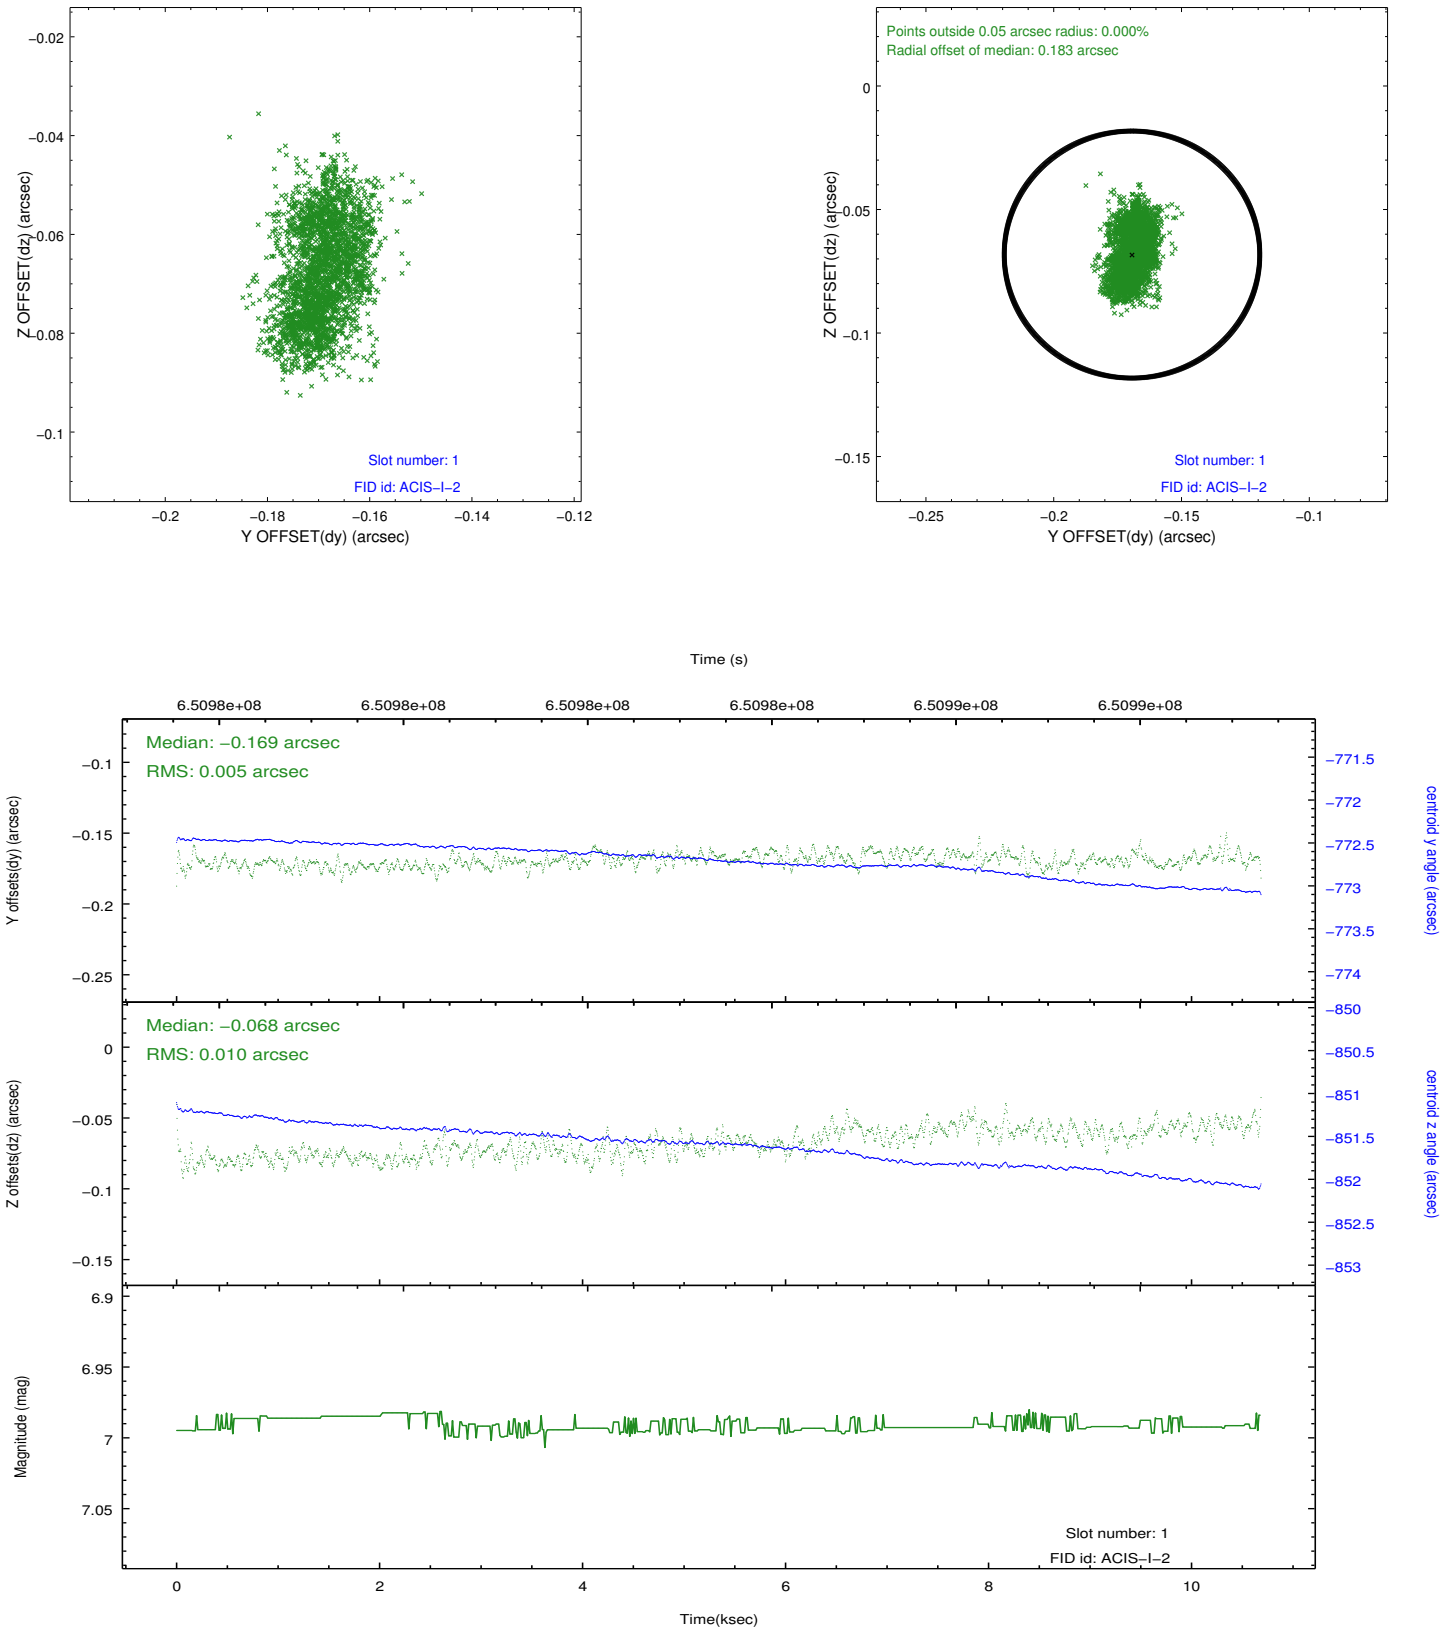 −0.02
−0.04
−0.06
−0.08
−0.1
Z OFFSET(dz) (arcsec)
Slot number: 1
FID id: ACIS−I−2
−0.2
−0.18
−0.16
−0.14
−0.12
Y OFFSET(dy) (arcsec)
Points outside 0.05 arcsec radius: 0.000%
Radial offset of median: 0.183 arcsec
0
−0.05
−0.1
−0.15
Z OFFSET(dz) (arcsec)
Slot number: 1
FID id: ACIS−I−2
−0.25
−0.2
−0.15
−0.1
Y OFFSET(dy) (arcsec)
Time (s)
6.5098e+08
6.5098e+08
6.5098e+08
6.5098e+08
6.5099e+08
6.5099e+08
Median: −0.169 arcsec
RMS: 0.005 arcsec
−0.1
−0.15
−0.2
−0.25
Y offsets(dy) (arcsec)
−771.5
−772
−772.5
−773
−773.5
−774
centroid y angle (arcsec)
Median: −0.068 arcsec
RMS: 0.010 arcsec
0
−0.05
−0.1
−0.15
Z offsets(dz) (arcsec)
−850
−850.5
−851
−851.5
−852
−852.5
−853
centroid z angle (arcsec)
6.9
6.95
7
7.05
Magnitude (mag)
Slot number: 1
FID id: ACIS−I−2
0
2
4
6
8
10
Time(ksec)